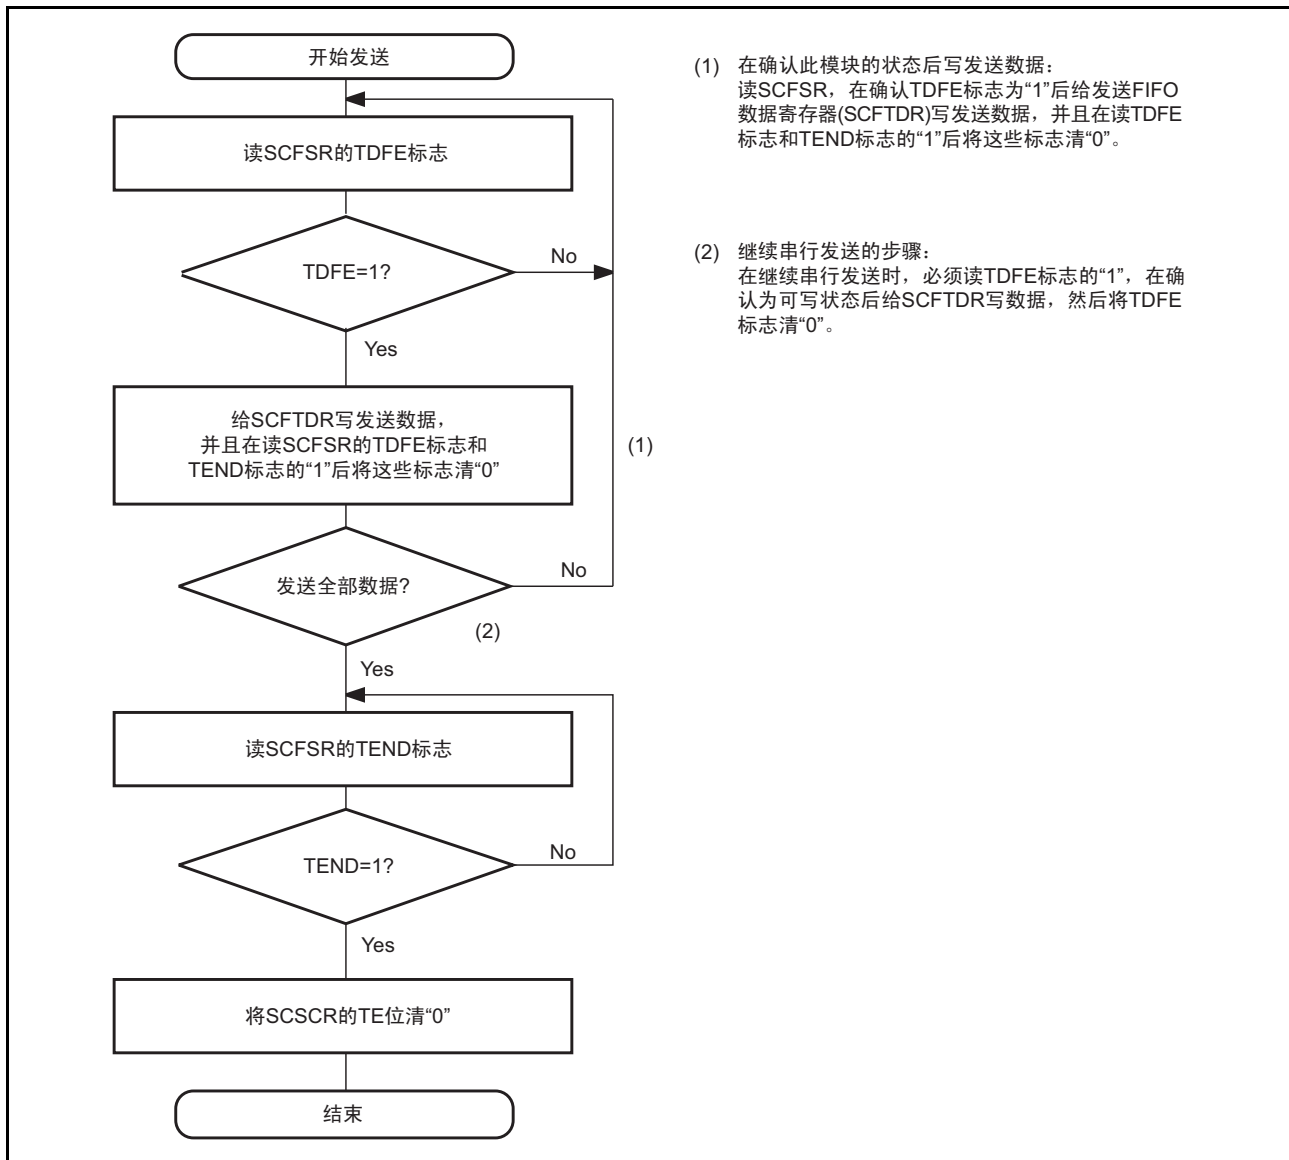 开始发送
读SCFSR的TDFE标志
TDFE=1?
No
Yes
给SCFTDR写发送数据，
并且在读SCFSR的TDFE标志和
TEND标志的“1”后将这些标志清“0”
(1)
发送全部数据?
No
(2)
Yes
读SCFSR的TEND标志
TEND=1?
No
Yes
将SCSCR的TE位清“0”
结束
(1) 在确认此模块的状态后写发送数据：
读SCFSR，在确认TDFE标志为“1”后给发送FIFO
数据寄存器(SCFTDR)写发送数据，并且在读TDFE
标志和TEND标志的“1”后将这些标志清“0”。
(2) 继续串行发送的步骤：
在继续串行发送时，必须读TDFE标志的“1”，在确
认为可写状态后给SCFTDR写数据，然后将TDFE
标志清“0”。